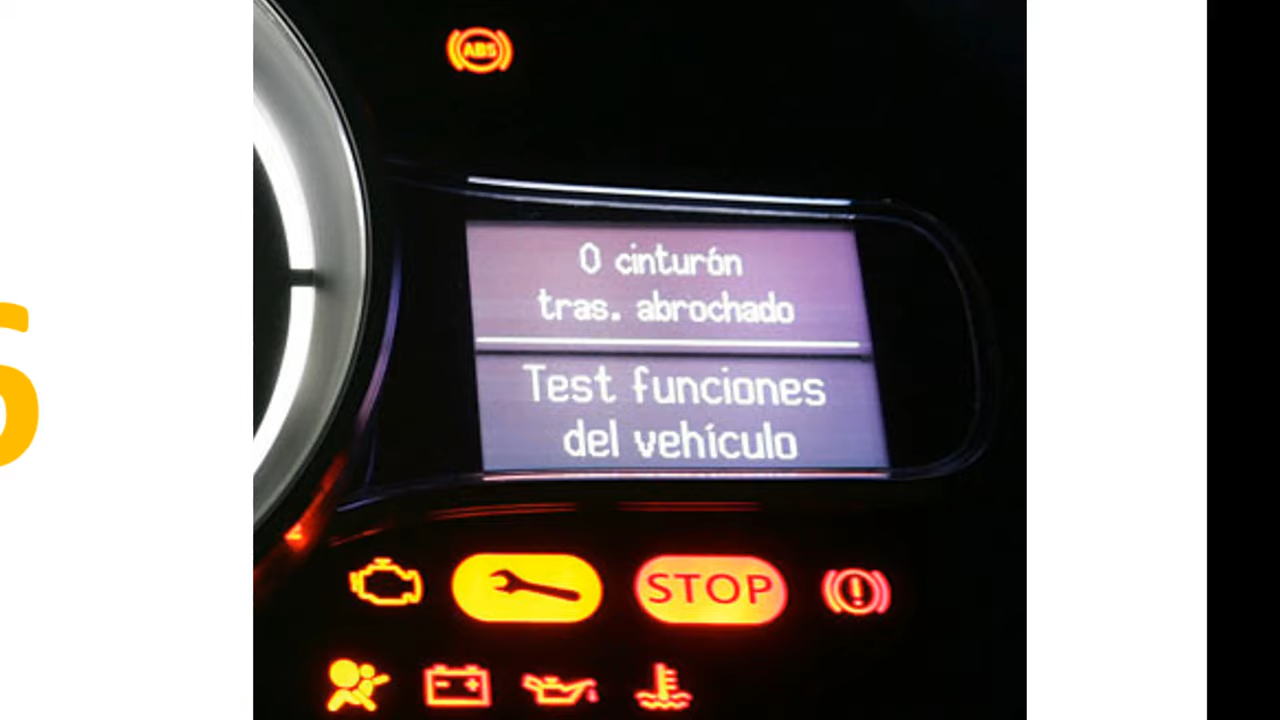 ABS
0 cinturón
tras. abrochado
Test funciones
del vehículo
STOP